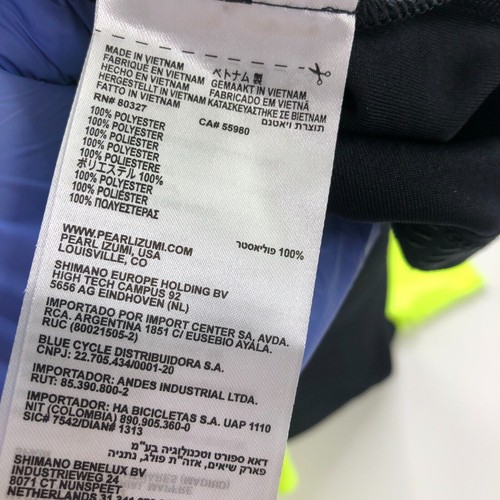 MADE IN VIETNAM
FABRIQUE EN VIETNAM
HECHO EN VIETNAM
HERGESTELLT IN VIETNAM
FATTO IN VIETNAM
ベトナム 製
GEMAAKT IN VIETNAM
FABRICADO EM VIETNÃ
ΚΑΤΑΣΚΕΥΑΣΤΗΚΕ ΣΕ ΒΙΕΤΝΑΜ
תוצרת ויאטנם
RN# 80327
CA# 55980
100% POLYESTER
100% POLYESTER
100% POLIÉSTER
100% POLYESTER
100% POLIESTERE
ポリエステル 100%
100% POLYESTER
100% POLIÉSTER
100% ΠΟΛΥΕΣΤΕΡΑΣ
100% פוליאסטר
WWW.PEARLIZUMI.COM
PEARL IZUMI
LOUISVILLE, CO
SHIMANO EUROPE HOLDING BV
HIGH TECH CAMPUS 92
5656 AG EINDHOVEN (NL)
IMPORTADO POR IMPORT CENTER SA, AVDA.
RCA. ARGENTINA 1851 C/ EUSEBIO AYALA.
RUC (80021505-2)
BLUE CYCLE DISTRIBUIDORA S.A.
CNPJ: 22.705.434/0001-20
IMPORTADOR: ANDES INDUSTRIAL LTDA.
RUT: 85.390.800-2
IMPORTADOR: HA BICICLETAS S.A. UAP 1110
NIT (COLOMBIA) 890,905,360-0
SIC# 7542/DIAN# 1313
דאא ספורט וטכנולוגיה בע"מ
SHIMANO BENELUX BV
INDUSTRIEWEG 24
8071 CT NUNSPEET
NETHERLANDS